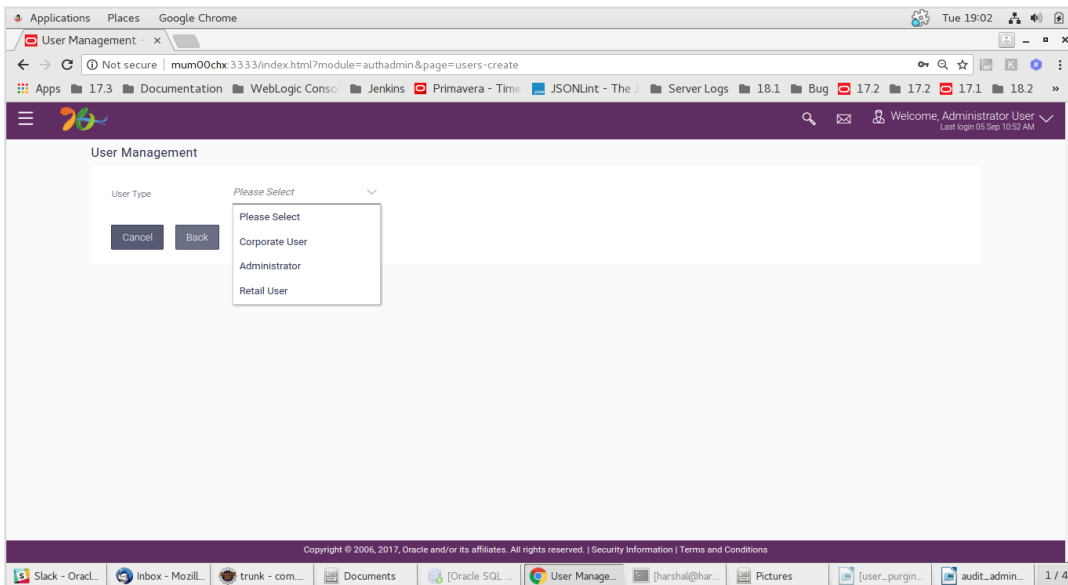 Applications Places Google Chrome Tue 19:02
User Management -
Not secure | mum00chx:3333/index.html?module=authadmin&page=users-create
Apps 17.3 Documentation WebLogic Conso Jenkins Primavera - Time JSONLint - The J Server Logs 18.1 Bug 17.2 17.2 17.1 18.2 »
Welcome, Administrator User
Last login 05 Sep 10:52 AM
User Management
User Type Please Select
Please Select
Cancel Back Corporate User
Administrator
Retail User
Copyright © 2006, 2017, Oracle and/or its affiliates. All rights reserved. | Security Information | Terms and Conditions
Slack - Oracl... Inbox - Mozill... trunk - com.... Documents [Oracle SQL ... User Manage... [harshal@har... Pictures [user_purgin... audit_admin... 1 / 4